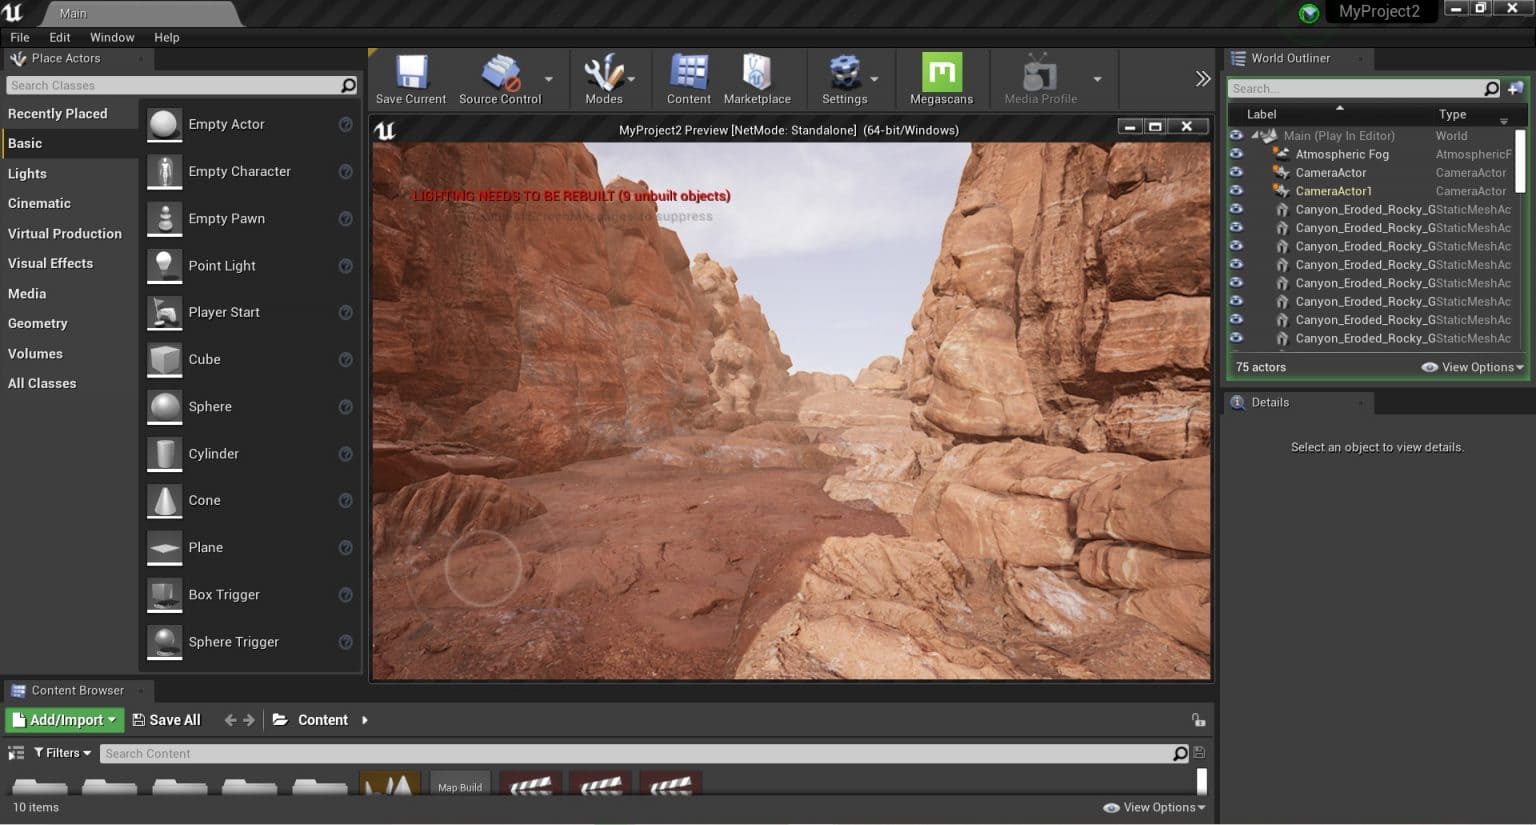 Main
MyProject2
File Edit Window Help
Place Actors
Search Classes
Recently Placed
Basic
Lights
Cinematic
Virtual Production
Visual Effects
Media
Geometry
Volumes
All Classes
Empty Actor
Empty Character
Empty Pawn
Point Light
Player Start
Cube
Sphere
Cylinder
Cone
Plane
Box Trigger
Sphere Trigger
Save Current Source Control Modes Content Marketplace Settings Megascans Media Profile
MyProject2 Preview [NetMode: Standalone] (64-bit/Windows)
LIGHTING NEEDS TO BE REBUILT (9 unbuilt objects)
to suppress
World Outliner
Search...
Label Type
Main (Play In Editor) World
Atmospheric Fog AtmosphericF
CameraActor CameraActor
CameraActor1 CameraActor
Canyon_Eroded_Rocky_G StaticMeshAc
Canyon_Eroded_Rocky_G StaticMeshAc
Canyon_Eroded_Rocky_G StaticMeshAc
Canyon_Eroded_Rocky_G StaticMeshAc
Canyon_Eroded_Rocky_G StaticMeshAc
Canyon_Eroded_Rocky_G StaticMeshAc
Canyon_Eroded_Rocky_G StaticMeshAc
Canyon_Eroded_Rocky_G StaticMeshAc
75 actors View Options
Details
Select an object to view details.
Content Browser
Add/Import Save All Content
Filters Search Content
Map Build
10 items View Options